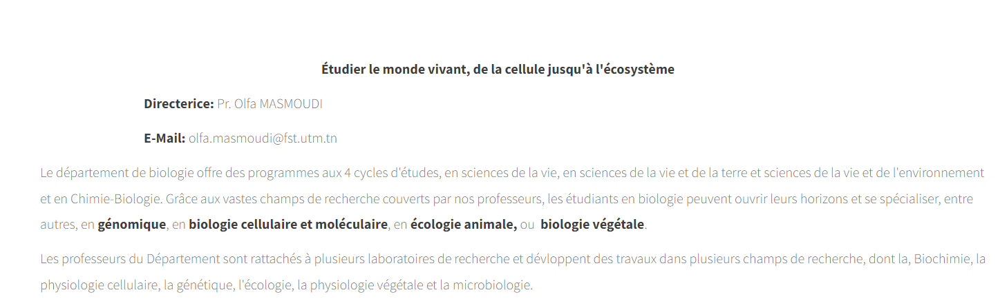 Étudier le monde vivant, de la cellule jusqu'à l'écosystème
Directerice: Pr. Olfa MASMOUDI
E-Mail: olfa.masmoudi@fst.utm.tn
Le département de biologie offre des programmes aux 4 cycles d'études, en sciences de la vie, en sciences de la vie et de la terre et sciences de la vie et de l'environnement
et en Chimie-Biologie. Grâce aux vastes champs de recherche couverts par nos professeurs, les étudiants en biologie peuvent ouvrir leurs horizons et se spécialiser, entre
autres, en génomique, en biologie cellulaire et moléculaire, en écologie animale, ou biologie végétale.
Les professeurs du Département sont rattachés à plusieurs laboratoires de recherche et dévloppent des travaux dans plusieurs champs de recherche, dont la, Biochimie, la
physiologie cellulaire, la génétique, l'écologie, la physiologie végétale et la microbiologie.